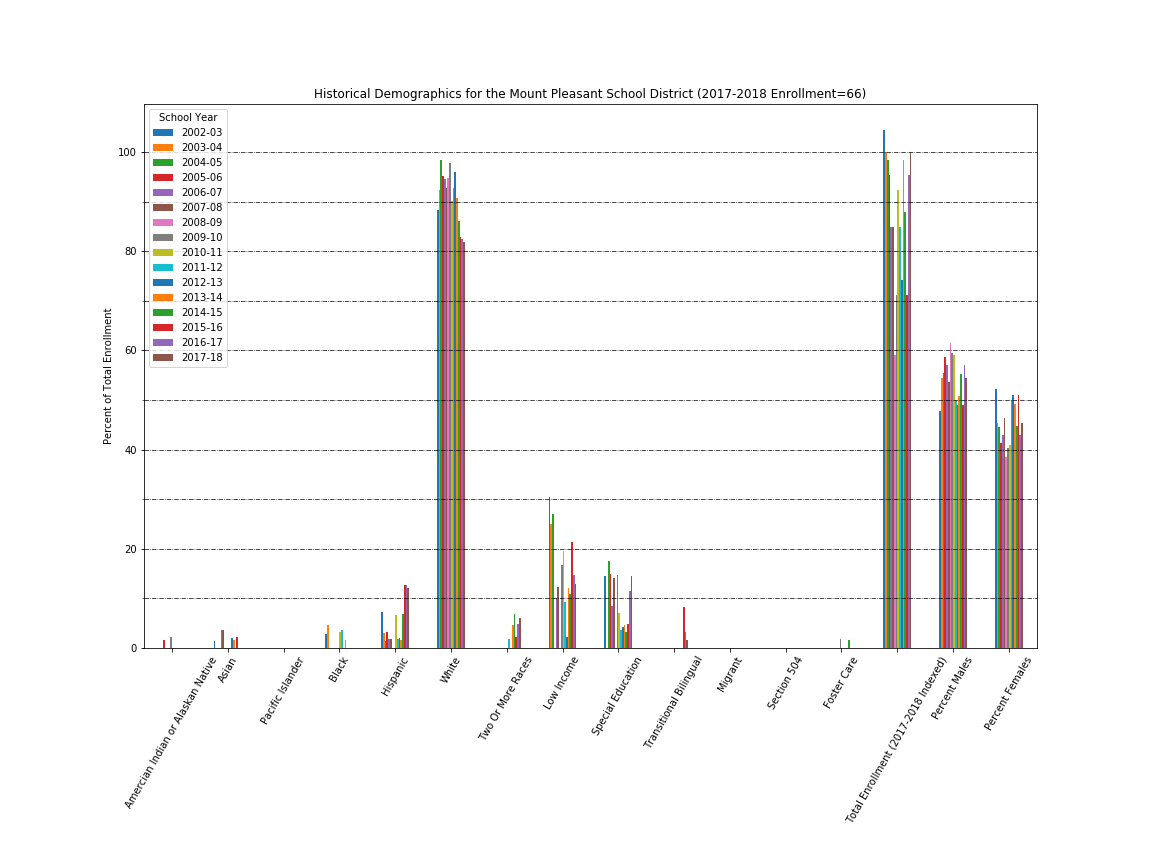 Historical Demographics for the Mount Pleasant School District (2017-2018 Enrollment=66)
School Year
2002-03
2003-04
2004-05
2005-06
2006-07
2007-08
2008-09
2009-10
2010-11
2011-12
2012-13
2013-14
2014-15
2015-16
2016-17
2017-18
Percent of Total Enrollment
100
80
60
40
20
0
Amercian Indian or Alaskan Native
Asian
Pacific Islander
Black
Hispanic
White
Two Or More Races
Low Income
Special Education
Transitional Bilingual
Migrant
Section 504
Foster Care
Total Enrollment (2017-2018 Indexed)
Percent Males
Percent Females